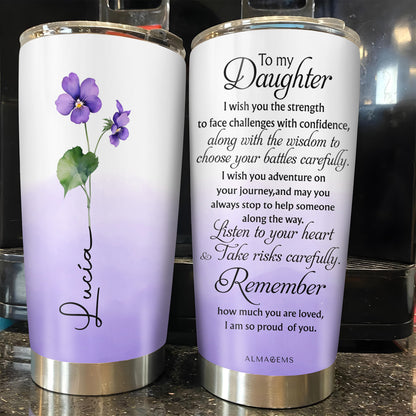 Lucía
To my
Daughter
I wish you the strength
to face challenges with confidence,
along with the wisdom to
choose your battles carefully.
I wish you adventure on
your journey,and may you
always stop to help someone
along the way.
Listen to your heart
& Take risks carefully.
Remember
how much you are loved,
I am so proud of you.
ALMAGEMS